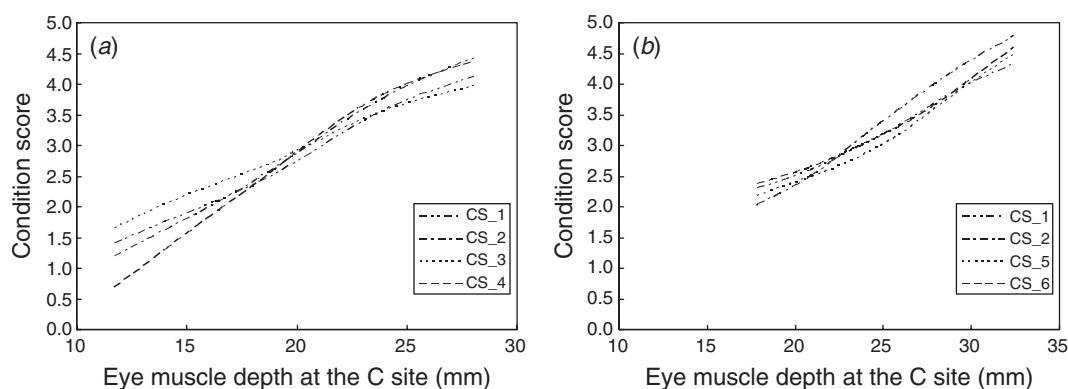 (a)
Condition score
5.0
4.5
4.0
3.5
3.0
2.5
2.0
1.5
1.0
0.5
0.0
10
15
20
25
30
CS_1
CS_2
CS_3
CS_4
Eye muscle depth at the C site (mm)
(b)
Condition score
5.0
4.5
4.0
3.5
3.0
2.5
2.0
1.5
1.0
0.5
0.0
10
15
20
25
30
35
CS_1
CS_2
CS_5
CS_6
Eye muscle depth at the C site (mm)